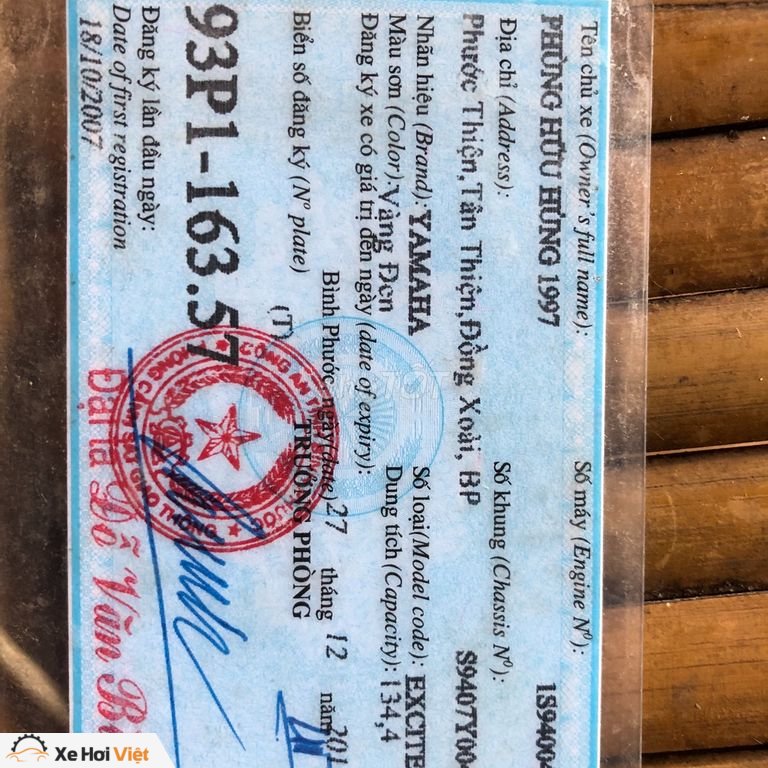 Tên chủ xe (Owner's full name):
PHÙNG HỮU HÙNG 1997
Địa chỉ (Address):
Phước Thiện,Tân Thiện,Đồng Xoài, BP
Nhãn hiệu (Brand): YAMAHA
Màu sơn (Color): Vàng Đen
Đăng ký xe có giá trị đến ngày (date of expiry):
Biển số đăng ký (N° plate)
93P1-163.57
(T)
Đăng ký lần đầu ngày:
Date of first registration
18/10/2007
Số máy (Engine N°):
Số khung (Chassis N°):
Số loại(Model code):
Dung tích(Capacity): 134,4
Bình Phước, ngày(date) 27 tháng 12 năm
TRƯỞNG PHÒNG
Đỗ Văn
Xe Hơi Việt